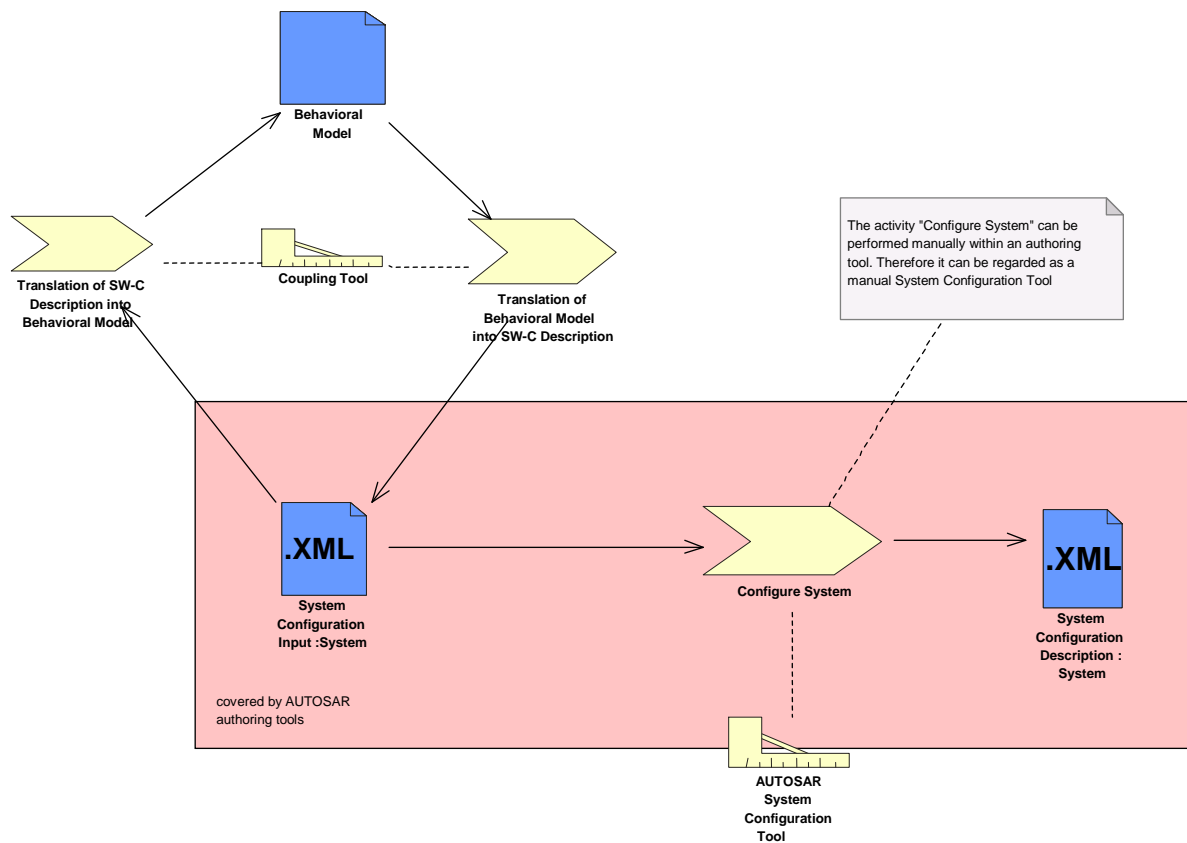 Behavioral
Model
The activity "Configure System" can be
performed manually within an authoring
tool. Therefore it can be regarded as a
manual System Configuration Tool
Coupling Tool
Translation of SW-C
Description into
Behavioral Model
Translation of
Behavioral Model
into SW-C Description
.XML
System
Configuration
Input :System
Configure System
.XML
System
Configuration
Description :
System
covered by AUTOSAR
authoring tools
AUTOSAR
System
Configuration
Tool